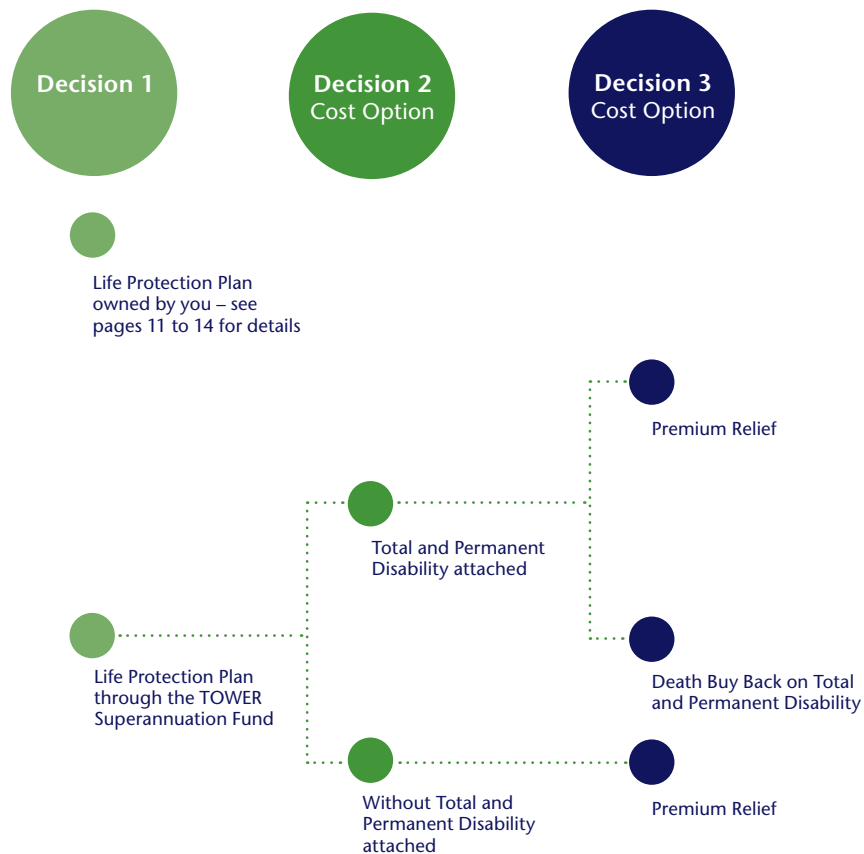 Decision 1
Decision 2
Cost Option
Decision 3
Cost Option
Life Protection Plan
owned by you – see
pages 11 to 14 for details
Premium Relief
Total and Permanent
Disability attached
Life Protection Plan
through the TOWER
Superannuation Fund
Death Buy Back on Total
and Permanent Disability
Without Total and
Permanent Disability
attached
Premium Relief